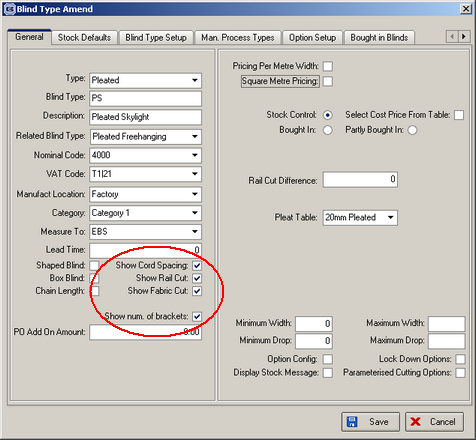 Blind Type Amend
General
Stock Defaults
Blind Type Setup
Man. Process Types
Option Setup
Bought in Blinds
Type: Pleated
Blind Type: PS
Description: Pleated Skylight
Related Blind Type: Pleated Freehanging
Nominal Code: 4000
VAT Code: T1|21
Manufact Location: Factory
Category: Category 1
Measure To: EBS
Lead Time: 0
Shaped Blind: Show Cord Spacing:
Box Blind: Show Rail Cut:
Chain Length: Show Fabric Cut:
Show num. of brackets:
PO Add On Amount: 0.00
Pricing Per Metre Width:
Square Metre Pricing:
Stock Control: Select Cost Price From Table:
Bought In: Partly Bought In:
Rail Cut Difference: 0
Pleat Table: 20mm Pleated
Minimum Width: 0 Maximum Width:
Minimum Drop: 0 Maximum Drop:
Option Config: Lock Down Options:
Display Stock Message: Parameterised Cutting Options:
Save Cancel